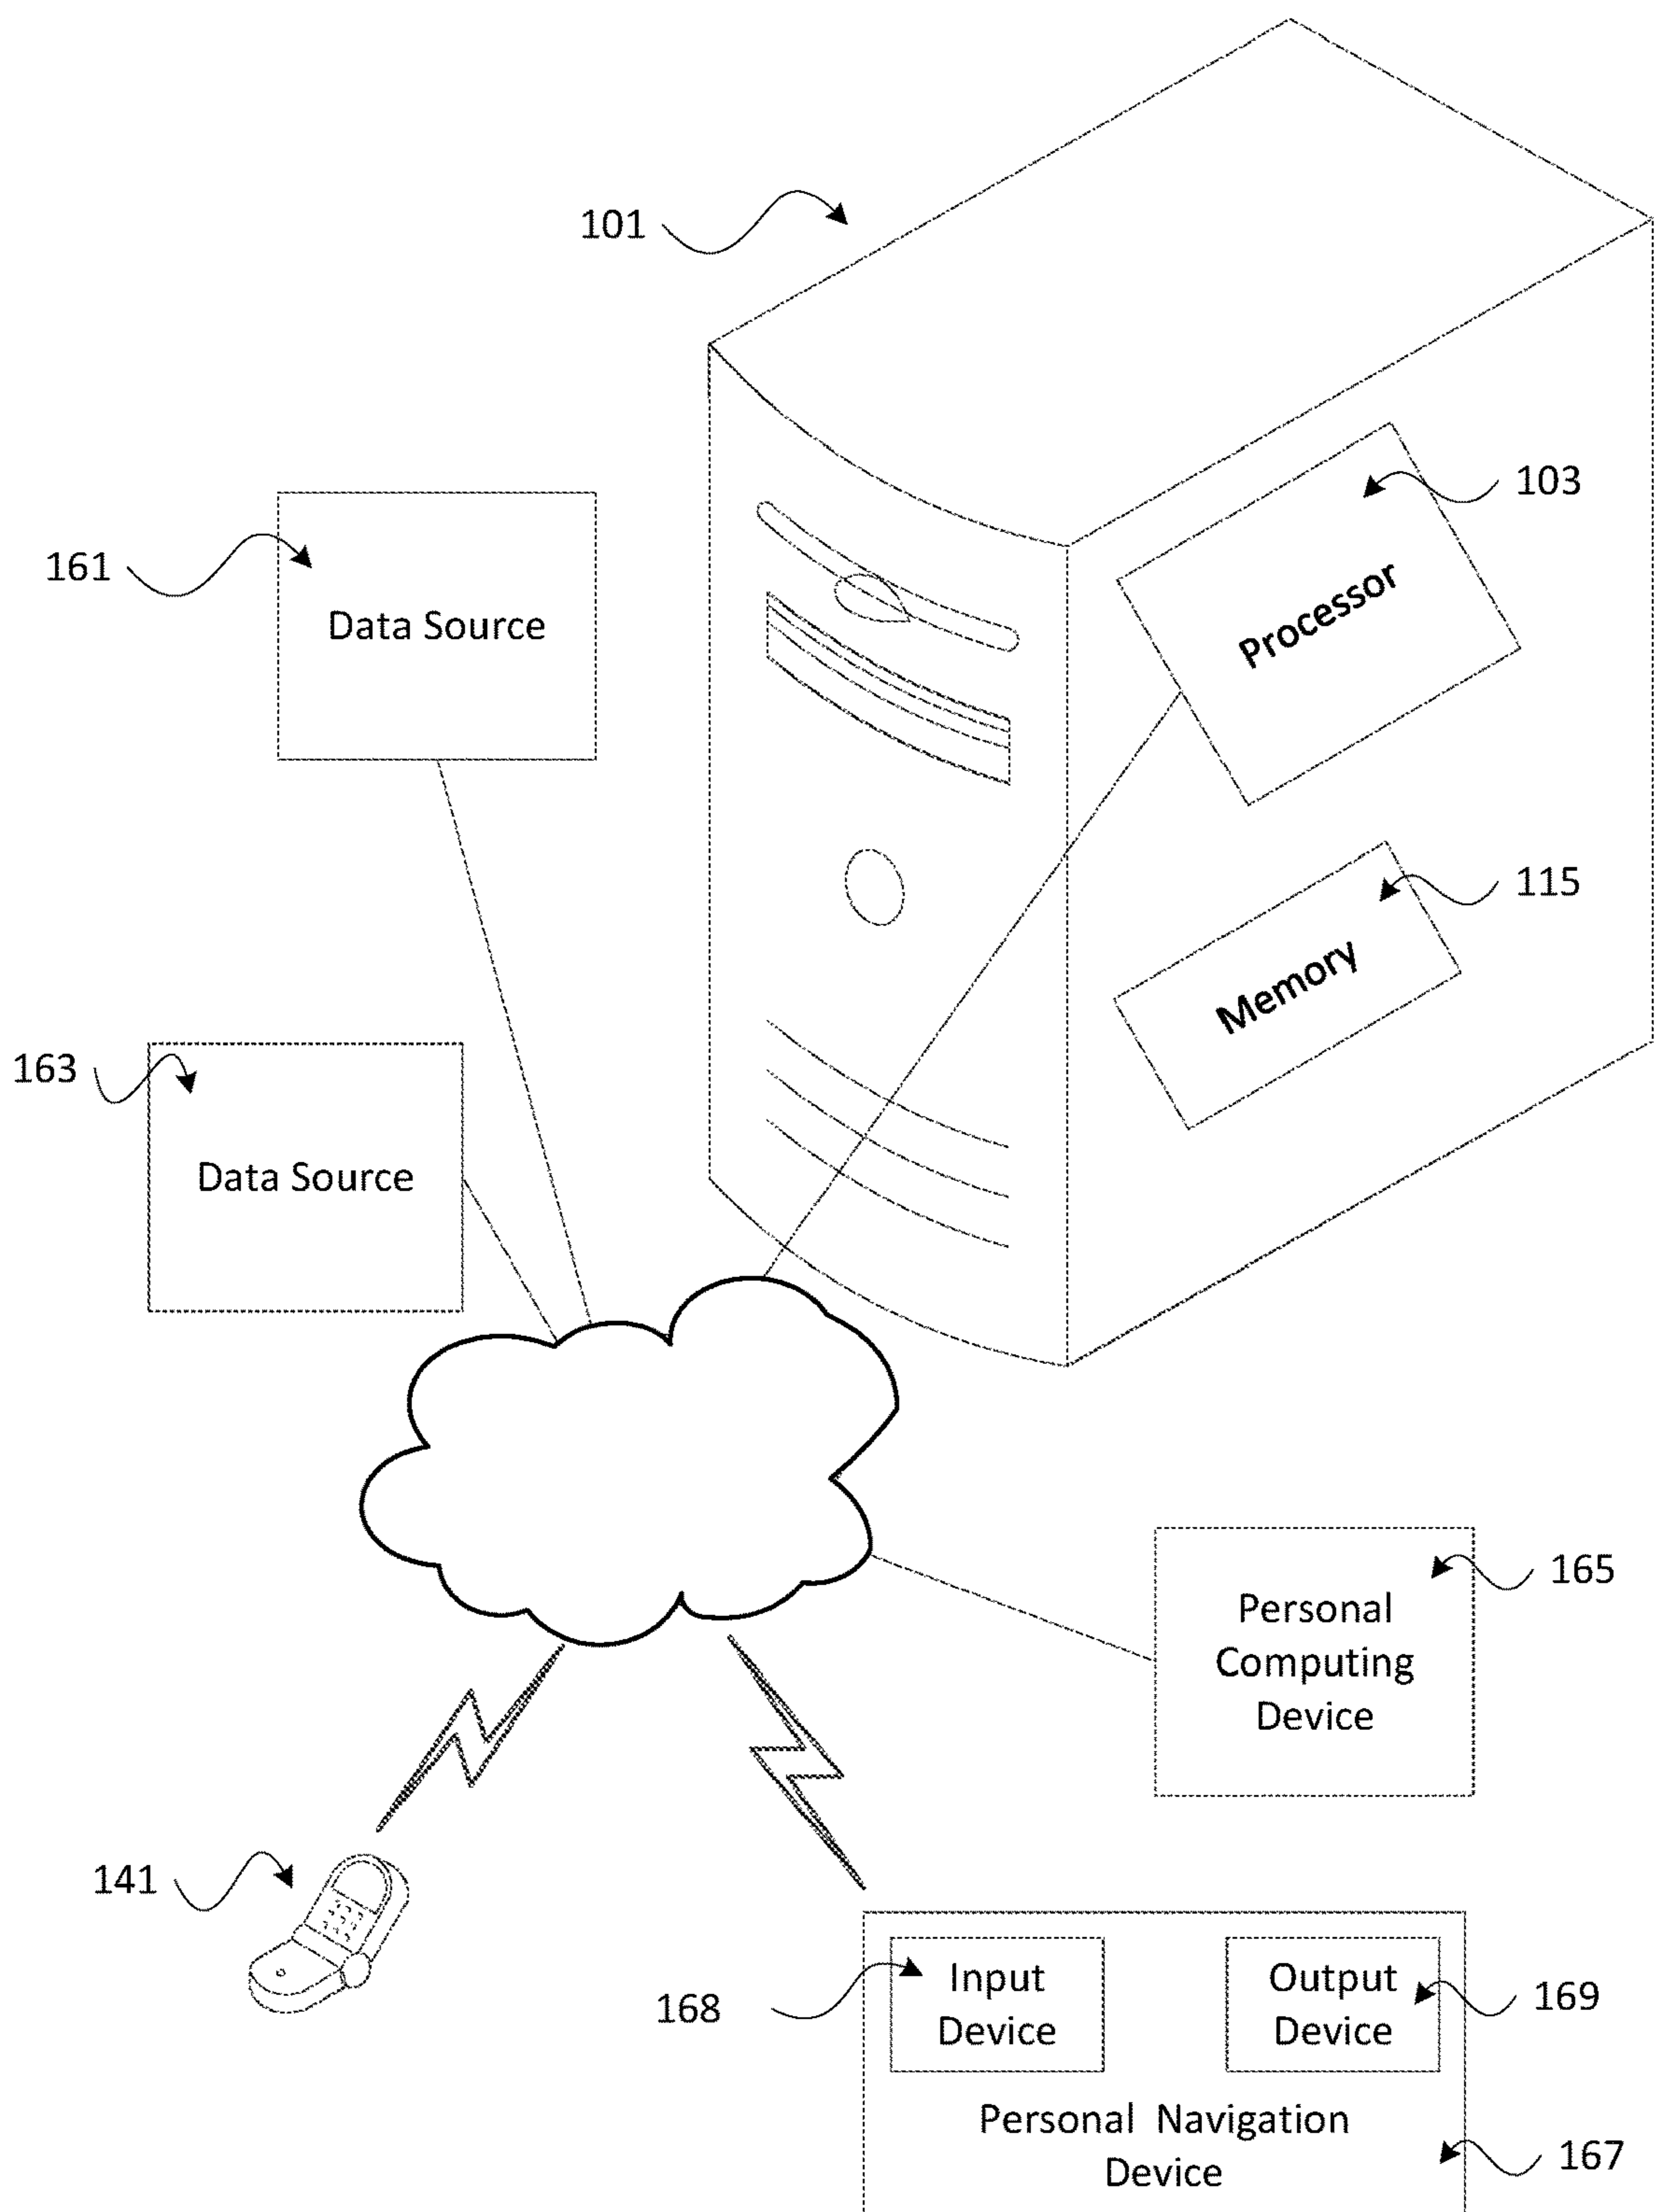 101
103
Processor
161
Data Source
115
Memory
163
Data Source
165
Personal
Computing
Device
141
168
Input
Device
Output
Device
169
Personal Navigation
Device
167